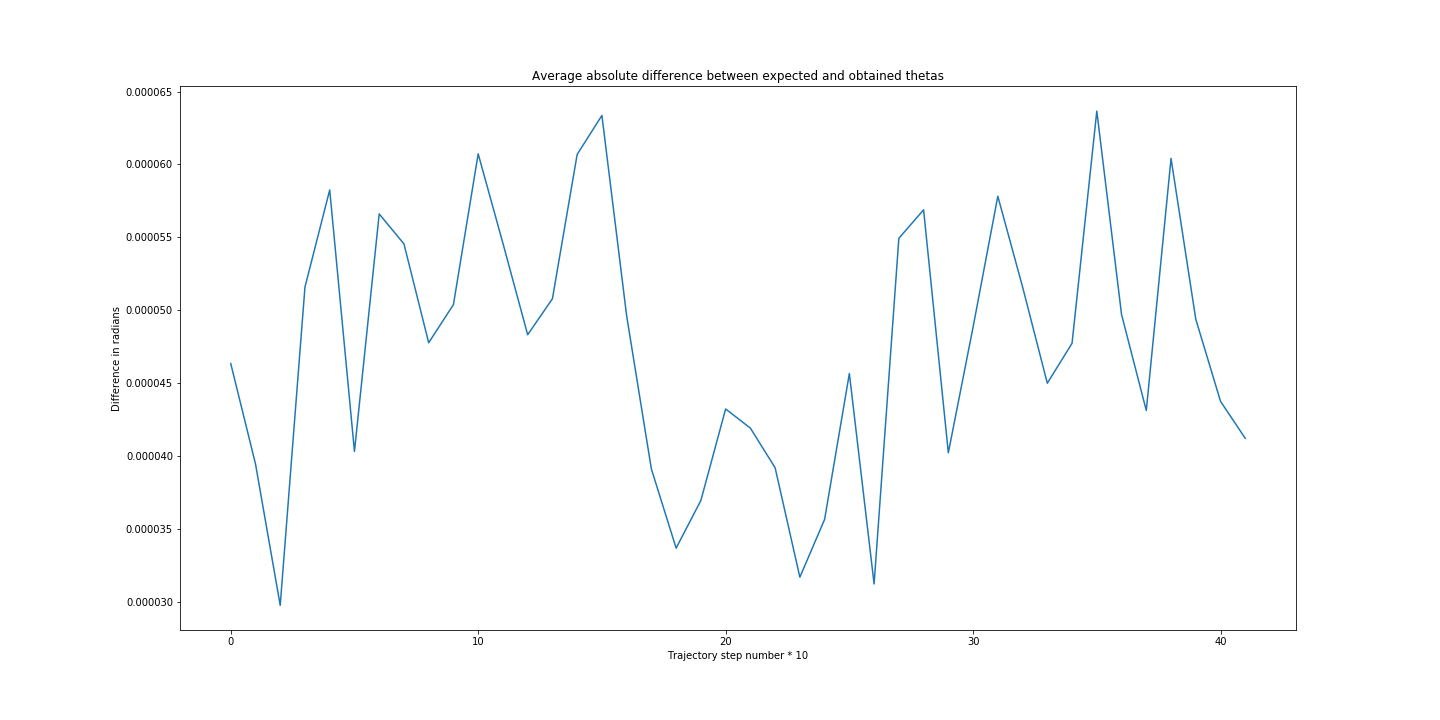 Average absolute difference between expected and obtained thetas
0.000065
0.000060
0.000055
0.000050
0.000045
0.000040
0.000035
0.000030
Difference in radians
0 10 20 30 40
Trajectory step number * 10